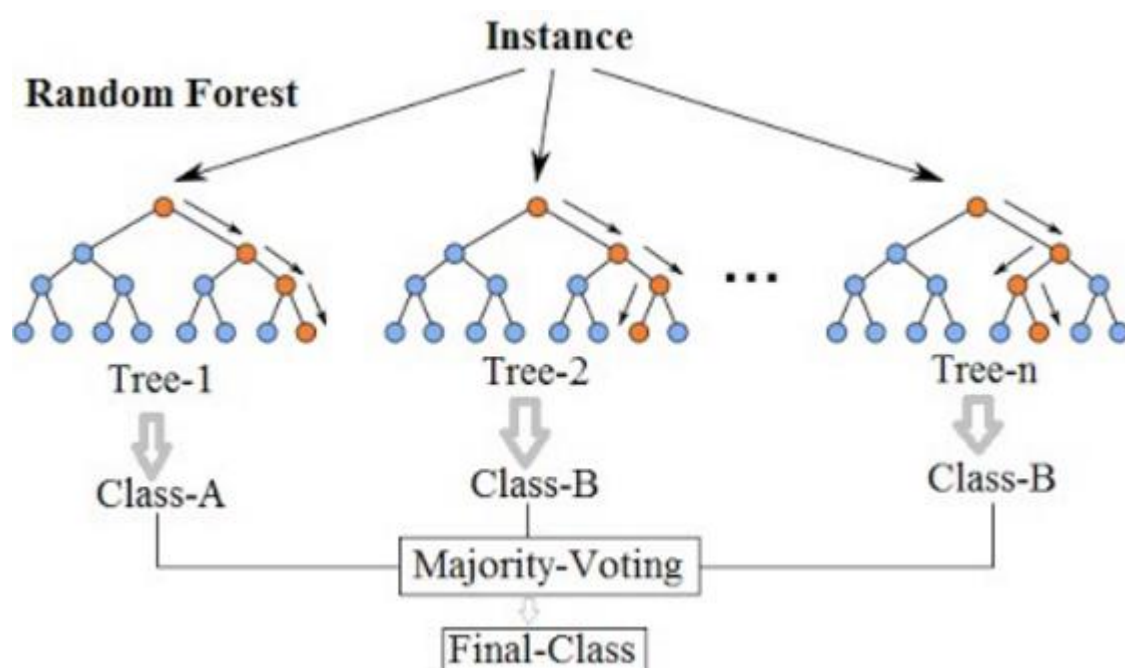 Instance
Random Forest
...
Tree-1
Tree-2
Tree-n
Class-A
Class-B
Class-B
Majority-Voting
Final-Class